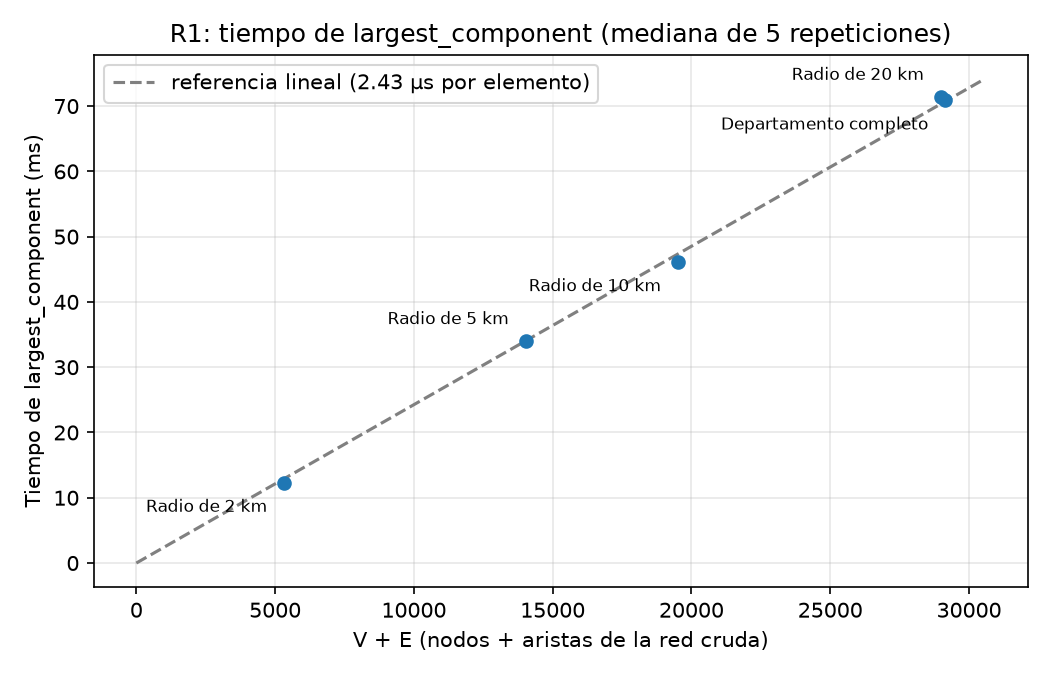 R1: tiempo de largest_component (mediana de 5 repeticiones)
referencia lineal (2.43 µs por elemento)
Radio de 20 km
Departamento completo
Radio de 10 km
Radio de 5 km
Radio de 2 km
Tiempo de largest_component (ms)
70
60
50
40
30
20
10
0
0 5000 10000 15000 20000 25000 30000
V + E (nodos + aristas de la red cruda)